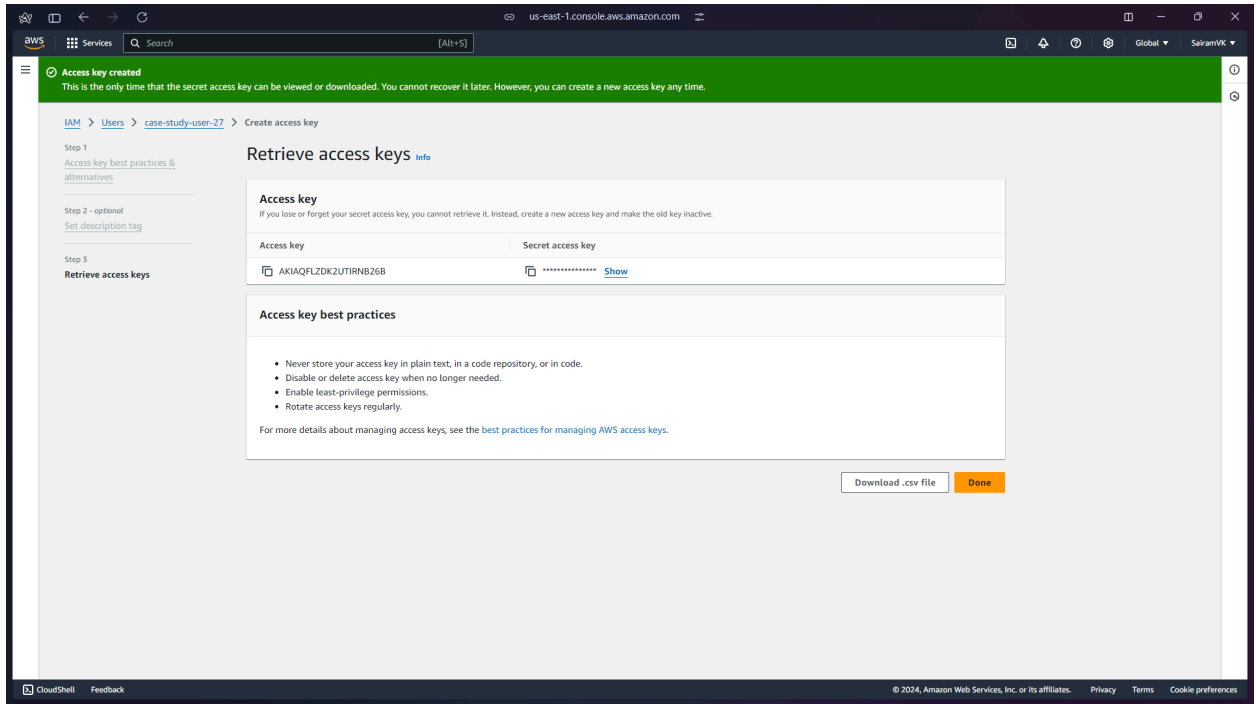 us-east-1.console.aws.amazon.com
aws
Services
Search
[Alt+S]
Global
SairamVK
Access key created
This is the only time that the secret access key can be viewed or downloaded. You cannot recover it later. However, you can create a new access key any time.
IAM > Users > case-study-user-27 > Create access key
Step 1
Access key best practices &
alternatives
Step 2 - optional
Set description tag
Step 3
Retrieve access keys
Retrieve access keys Info
Access key
If you lose or forget your secret access key, you cannot retrieve it. Instead, create a new access key and make the old key inactive.
Access key
Secret access key
AKIAQFLZDK2UTIRNB26B
*************** Show
Access key best practices
• Never store your access key in plain text, in a code repository, or in code.
• Disable or delete access key when no longer needed.
• Enable least-privilege permissions.
• Rotate access keys regularly.
For more details about managing access keys, see the best practices for managing AWS access keys.
Download .csv file
Done
CloudShell
Feedback
© 2024, Amazon Web Services, Inc. or its affiliates.
Privacy
Terms
Cookie preferences